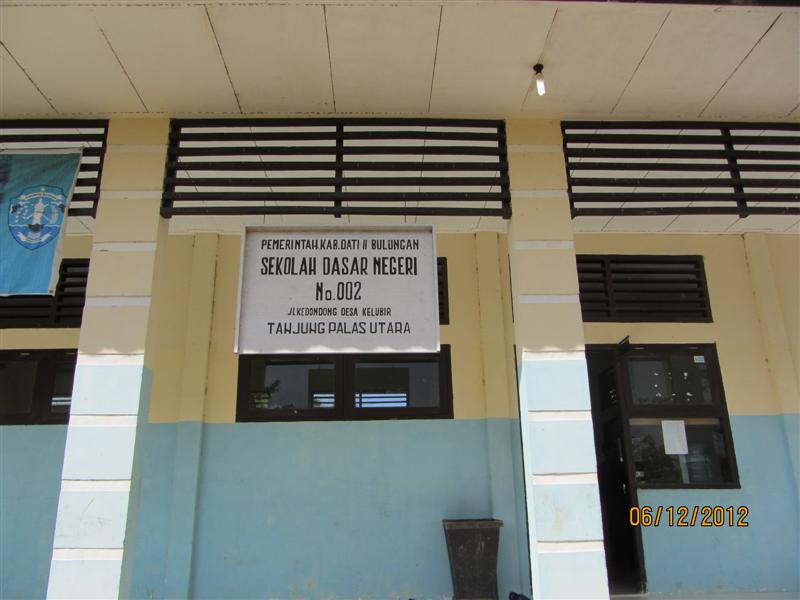 PEMERINTAH.KAB.DATI II BULUNGAN
SEKOLAH DASAR NEGERI
No.002
JL.KEDONDONG DESA KELUBIR
TANJUNG PALAS UTARA
06/12/2012